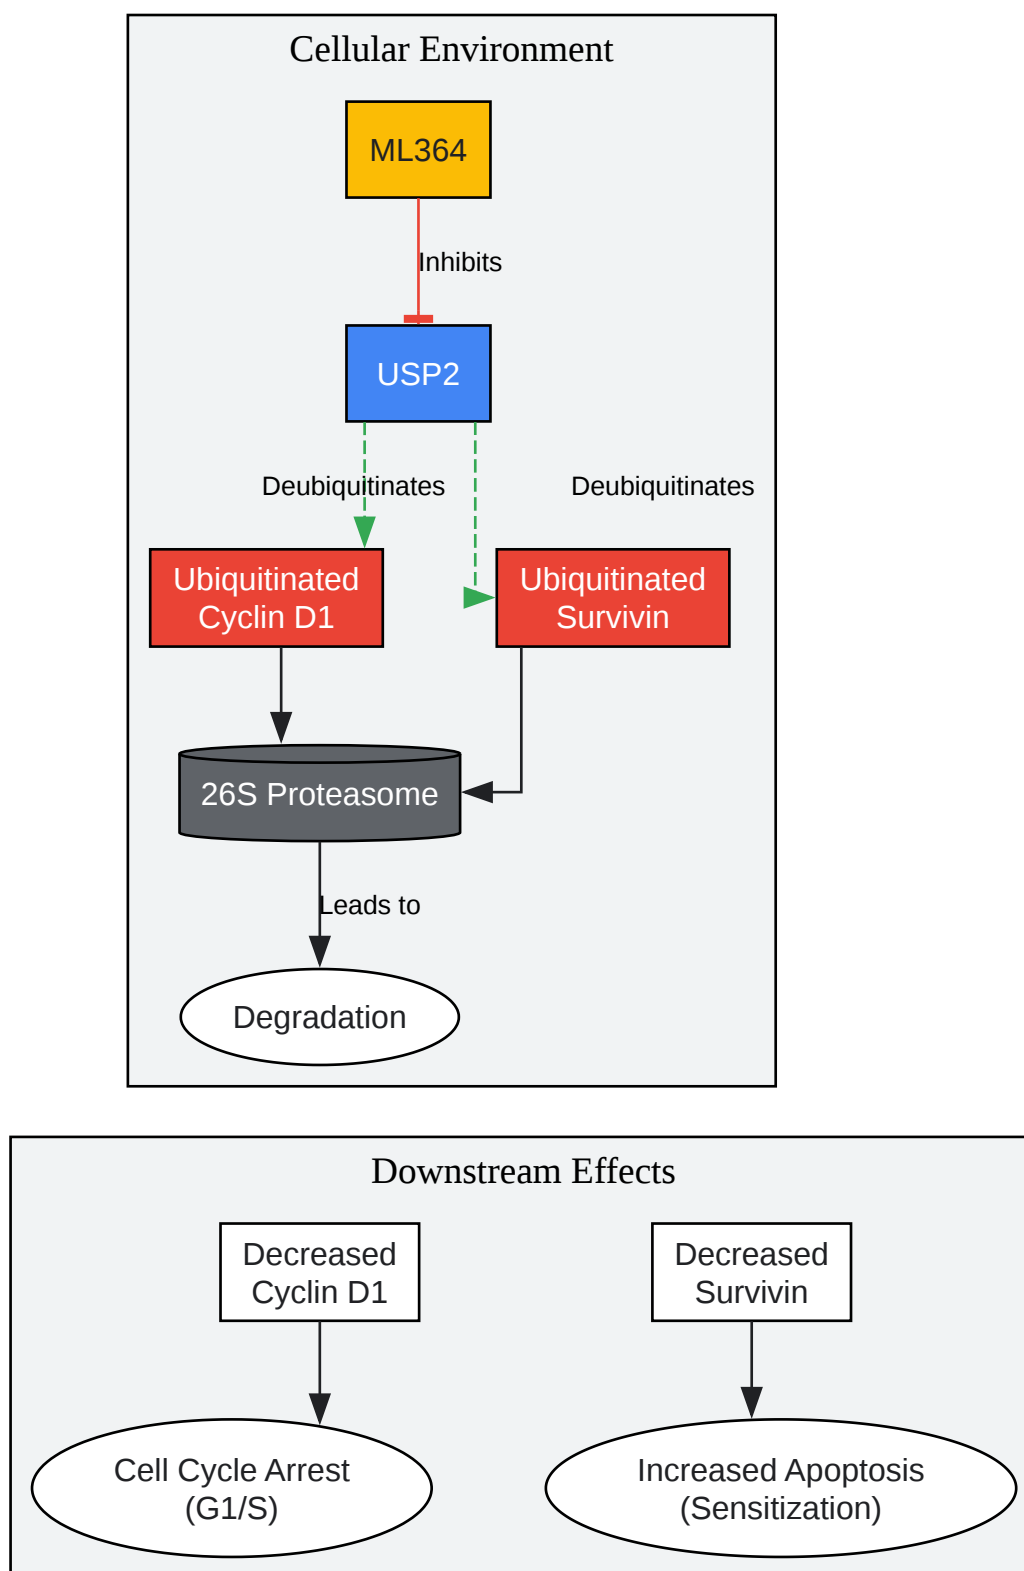 Cellular Environment
ML364
Inhibits
USP2
Deubiquitinates
Deubiquitinates
Ubiquitinated
Cyclin D1
Ubiquitinated
Survivin
26S Proteasome
Leads to
Degradation
Downstream Effects
Decreased
Cyclin D1
Decreased
Survivin
Cell Cycle Arrest
(G1/S)
Increased Apoptosis
(Sensitization)